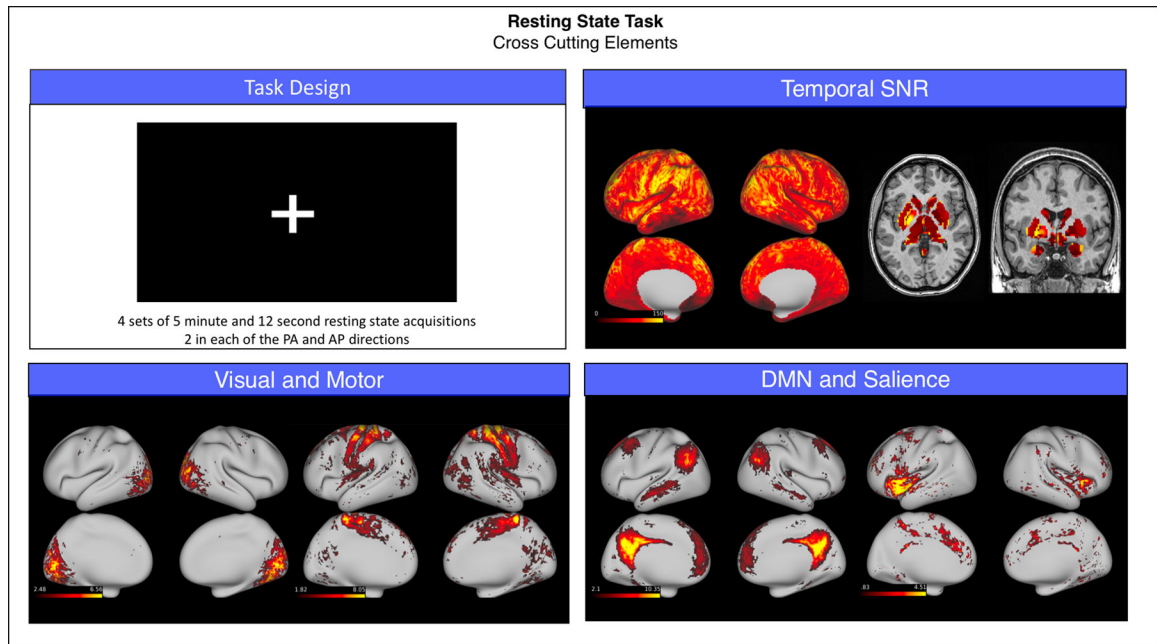 Resting State Task
Cross Cutting Elements
Task Design
4 sets of 5 minute and 12 second resting state acquisitions
2 in each of the PA and AP directions
Temporal SNR
0 150
Visual and Motor
2.48 6.56
1.82 8.05
DMN and Salience
2.1 10.35
.83 4.51